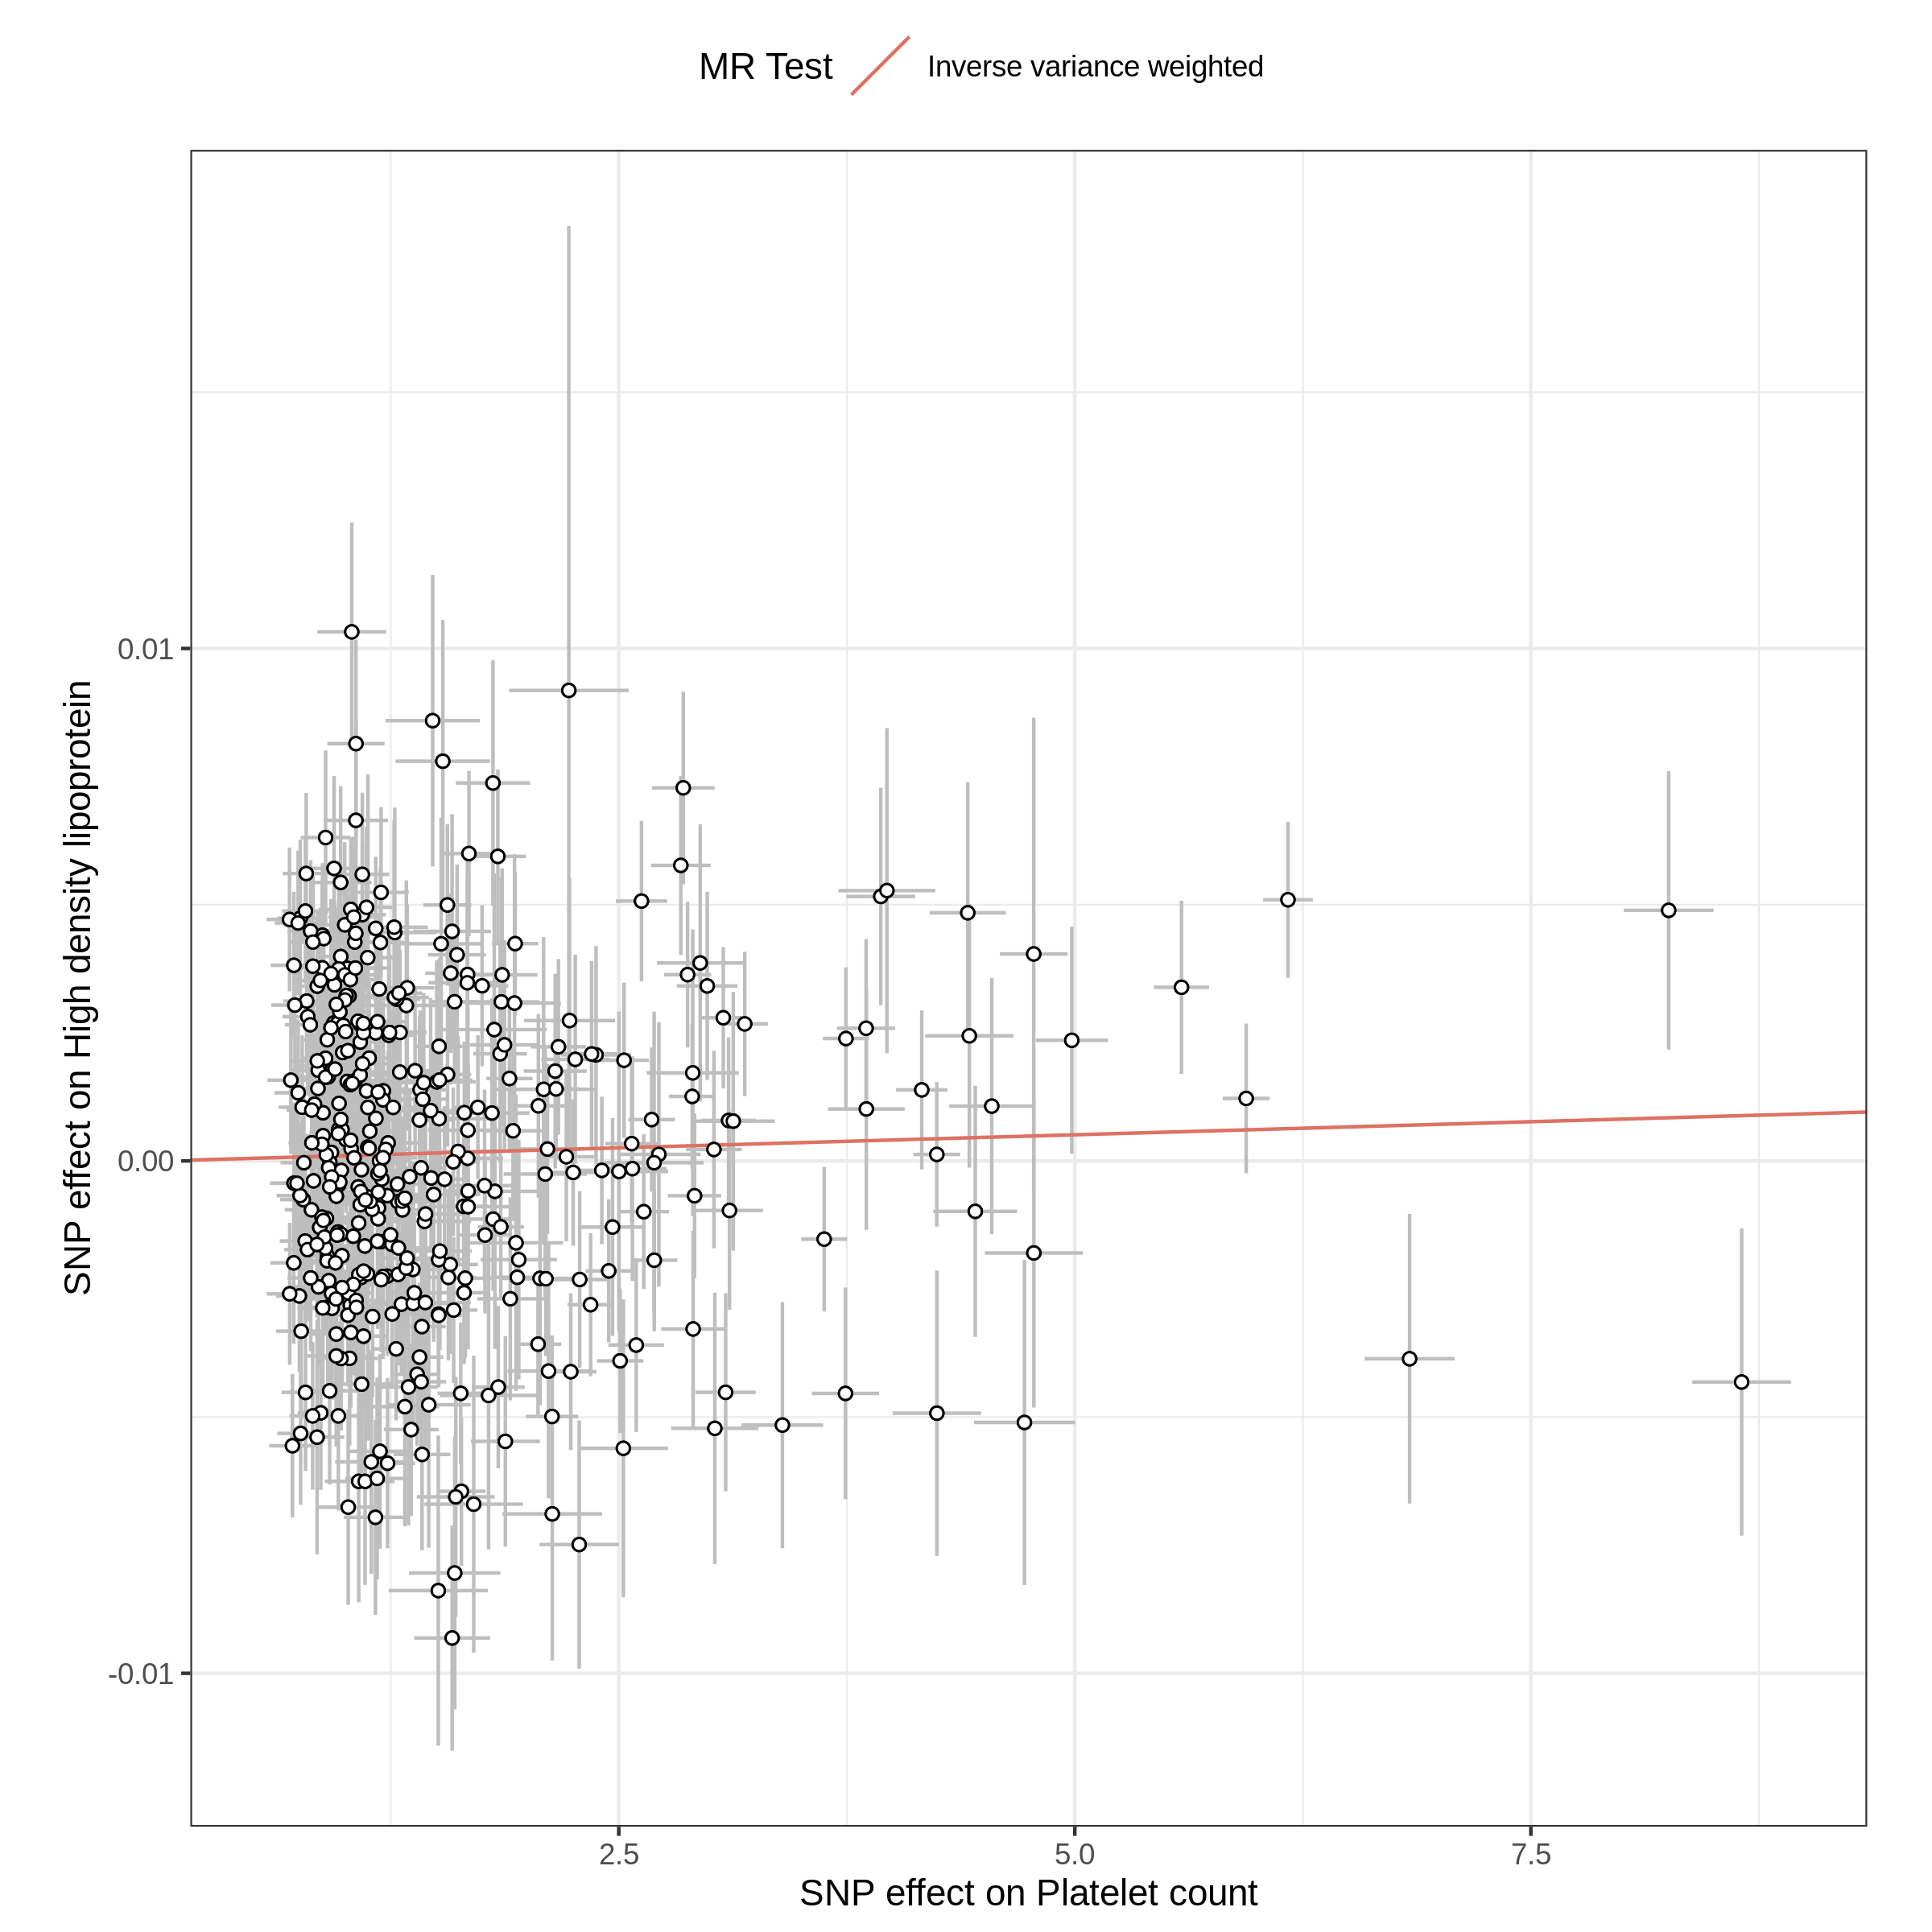 MR Test
Inverse variance weighted
SNP effect on High density lipoprotein
0.01
0.00
-0.01
2.5
5.0
7.5
SNP effect on Platelet count